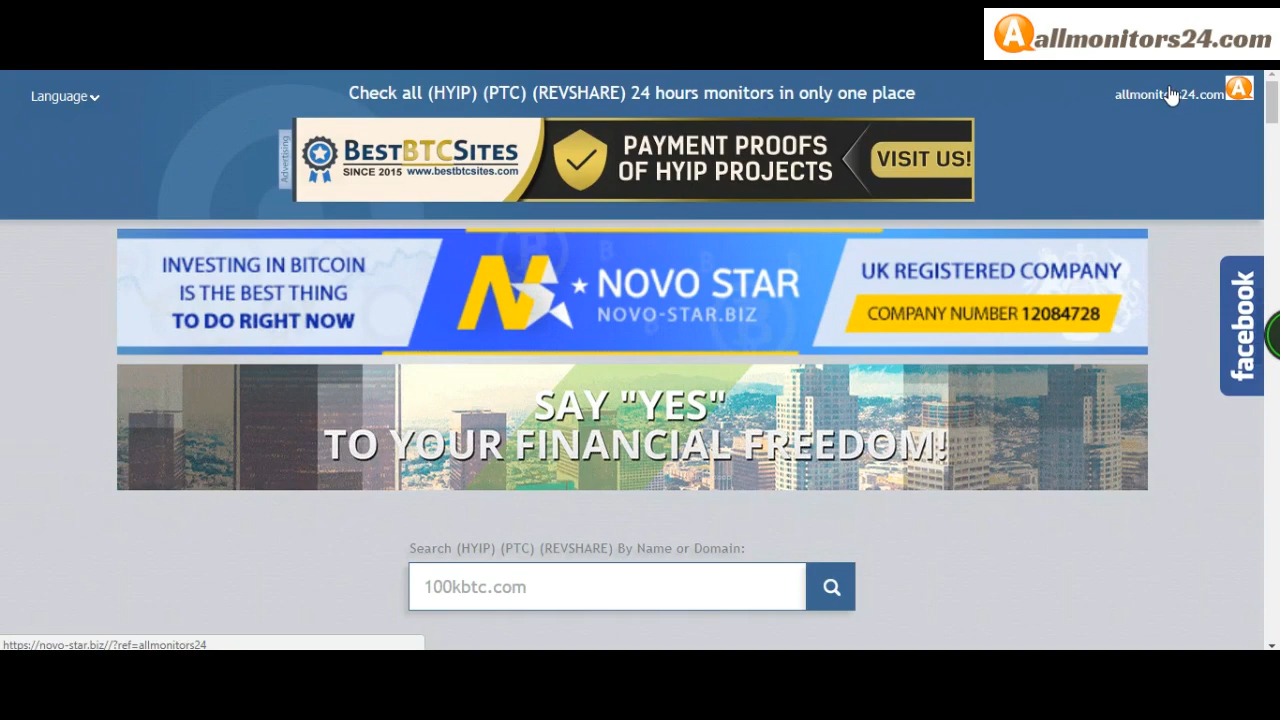 allmonitors24.com
Language
Check all (HYIP) (PTC) (REVSHARE) 24 hours monitors in only one place
allmonit 24.com
Advertising
BESTBTCSITES
SINCE 2015 www.bestbtcsites.com
PAYMENT PROOFS
OF HYIP PROJECTS
VISIT US!
INVESTING IN BITCOIN
IS THE BEST THING
TO DO RIGHT NOW
NOVO STAR
NOVO-STAR.BIZ
UK REGISTERED COMPANY
COMPANY NUMBER 12084728
facebook
SAY "YES"
TO YOUR FINANCIAL FREEDOM!
Search (HYIP) (PTC) (REVSHARE) By Name or Domain:
100kbtc.com
https://novo-star.biz//?ref=allmonitors24